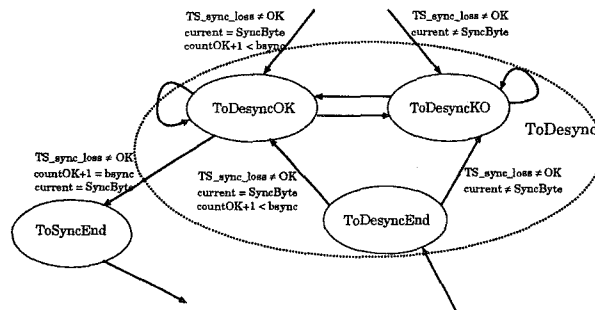 TS_sync_loss ≠ OK
current = SyncByte
countOK+1 < bsync
TS_sync_loss ≠ OK
current ≠ SyncByte
ToDesyncOK
ToDesyncKO
ToDesync
TS_sync_loss ≠ OK
countOK+1 = bsync
current = SyncByte
TS_sync_loss ≠ OK
current = SyncByte
countOK+1 < bsync
TS_sync_loss ≠ OK
current ≠ SyncByte
ToDesyncEnd
ToSyncEnd